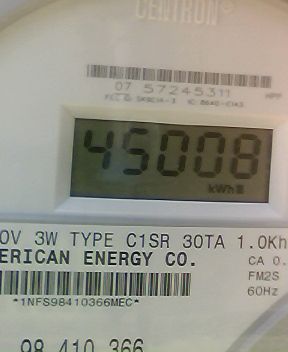 CENTRON®
07 57245311
45008
kWh
0V 3W TYPE C1SR 30TA 1.0Kh
ERICAN ENERGY CO.
CA 0.
FM2S
*1NFS98410366MEC*
60Hz
98 410 366